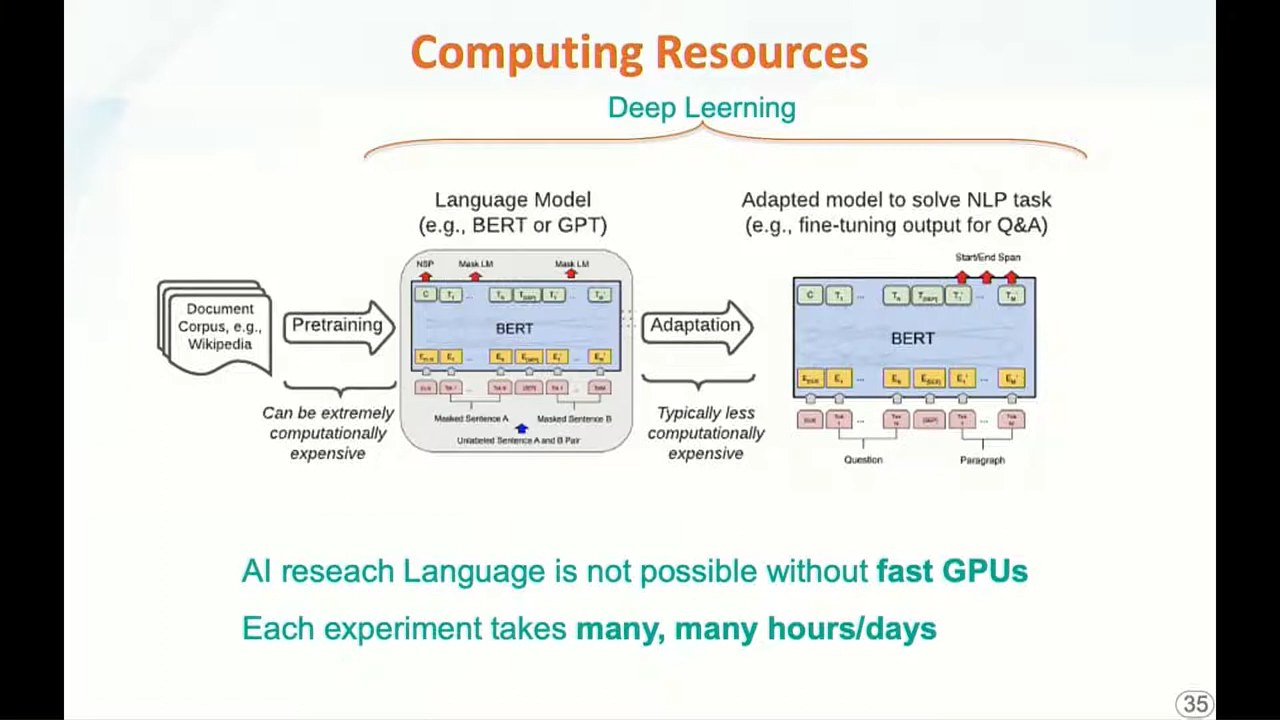 Computing Resources
Deep Leerning
Language Model
(e.g., BERT or GPT)
Adapted model to solve NLP task
(e.g., fine-tuning output for Q&A)
NSP Mask LM Mask LM
Start/End Span
Document
Corpus, e.g.,
Wikipedia
Pretraining
C T₁ ...
BERT
Adaptation
C T₁ ...
BERT
Can be extremely
computationally
expensive
Masked Sentence A Masked Sentence B
Unlabeled Sentence A and B Pair
Typically less
computationally
expensive
Question Paragraph
AI reseach Language is not possible without fast GPUs
Each experiment takes many, many hours/days
35